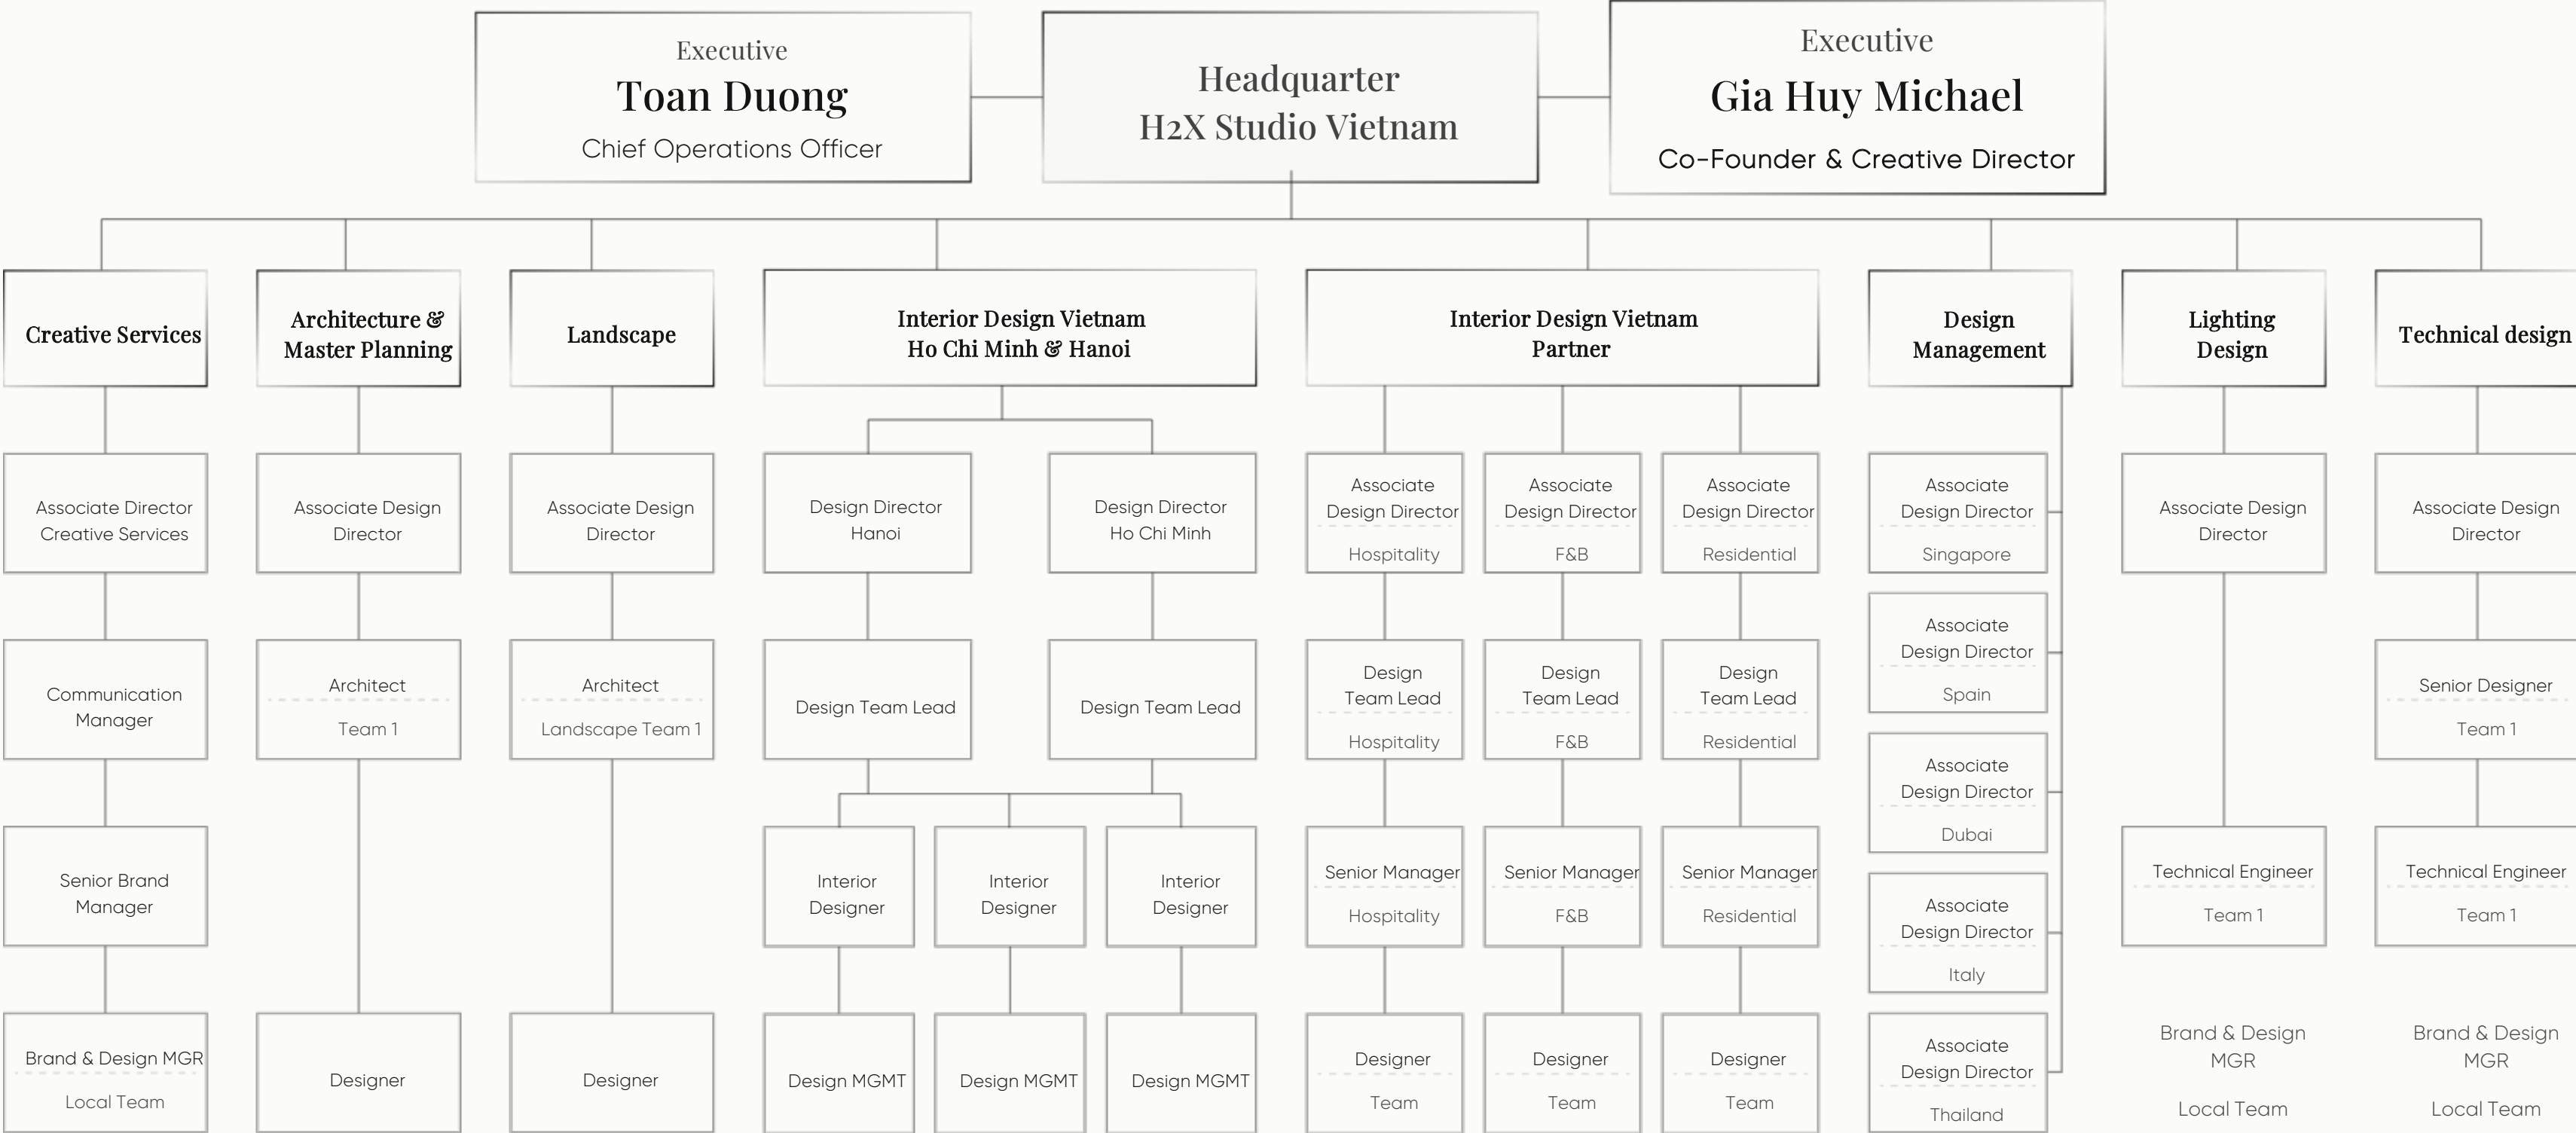 Executive
Toan Duong
Chief Operations Officer
Headquarter
H2X Studio Vietnam
Executive
Gia Huy Michael
Co-Founder & Creative Director
Creative Services
Architecture &
Master Planning
Landscape
Interior Design Vietnam
Ho Chi Minh & Hanoi
Interior Design Vietnam
Partner
Design
Management
Lighting
Design
Technical design
Associate Director
Creative Services
Associate Design
Director
Associate Design
Director
Design Director
Hanoi
Design Director
Ho Chi Minh
Associate
Design Director
Hospitality
Associate
Design Director
F&B
Associate
Design Director
Residential
Associate
Design Director
Singapore
Associate Design
Director
Associate Design
Director
Associate
Design Director
Spain
Communication
Manager
Architect
Team 1
Architect
Landscape Team 1
Design Team Lead
Design Team Lead
Design
Team Lead
Hospitality
Design
Team Lead
F&B
Design
Team Lead
Residential
Senior Designer
Team 1
Associate
Design Director
Dubai
Senior Brand
Manager
Interior
Designer
Interior
Designer
Interior
Designer
Senior Manager
Hospitality
Senior Manager
F&B
Senior Manager
Residential
Associate
Design Director
Italy
Technical Engineer
Team 1
Technical Engineer
Team 1
Brand & Design MGR
Local Team
Designer
Designer
Design MGMT
Design MGMT
Design MGMT
Designer
Team
Designer
Team
Designer
Team
Associate
Design Director
Thailand
Brand & Design
MGR
Local Team
Brand & Design
MGR
Local Team